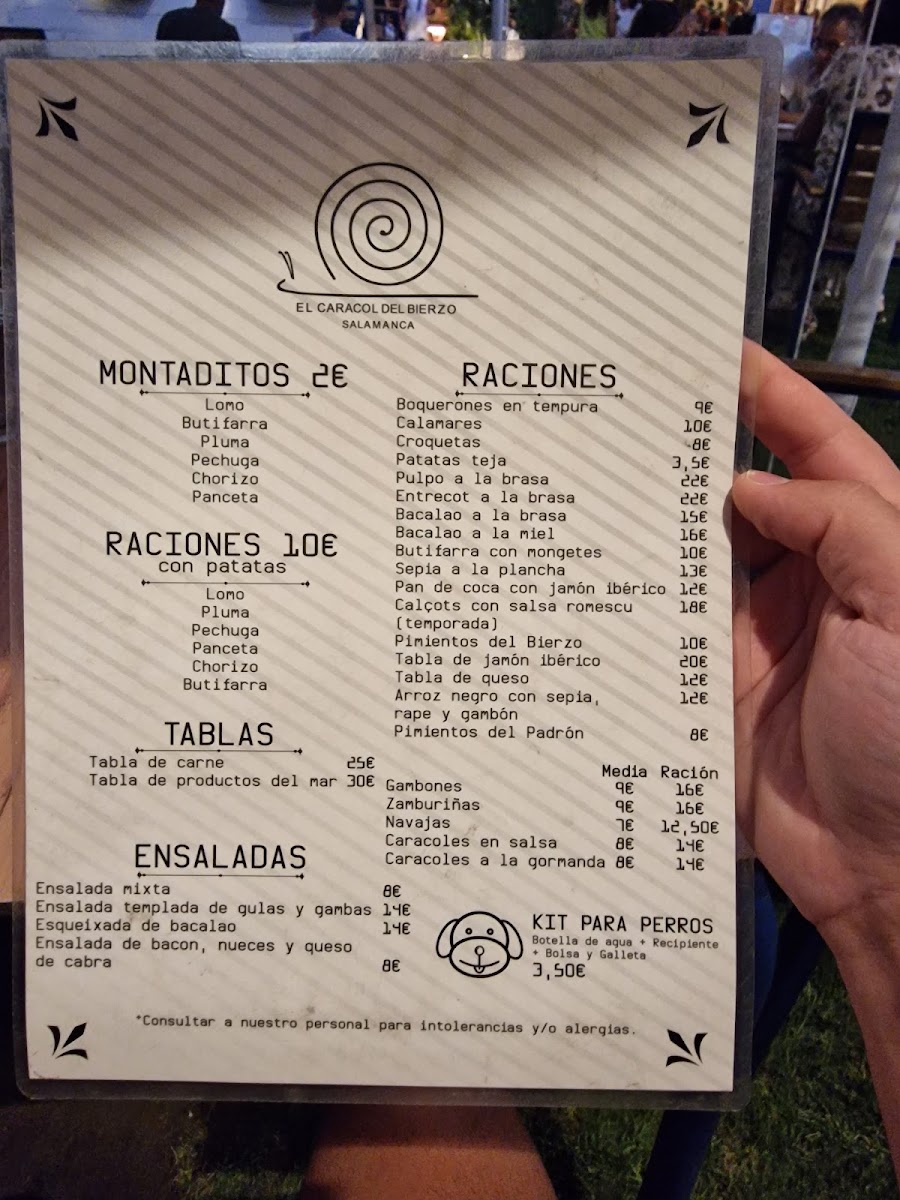 EL CARACOL DEL BIERZO
SALAMANCA
MONTADITOS 2€
Lomo
Butifarra
Pluma
Pechuga
Chorizo
Panceta
RACIONES 10€
con patatas
Lomo
Pluma
Pechuga
Panceta
Chorizo
Butifarra
TABLAS
Tabla de carne 25€
Tabla de productos del mar 30€
ENSALADAS
Ensalada mixta 8€
Ensalada templada de gulas y gambas 14€
Esqueixada de bacalao 14€
Ensalada de bacon, nueces y queso
de cabra 8€
RACIONES
Boquerones en tempura 9€
Calamares 10€
Croquetas 8€
Patatas teja 3,5€
Pulpo a la brasa 22€
Entrecot a la brasa 22€
Bacalao a la brasa 15€
Bacalao a la miel 16€
Butifarra con mongetes 10€
Sepia a la plancha 13€
Pan de coca con jamón ibérico 12€
Calçots con salsa romescu 18€
(temporada)
Pimientos del Bierzo 10€
Tabla de jamón ibérico 20€
Tabla de queso 12€
Arroz negro con sepia, 12€
rape y gambón
Pimientos del Padrón 8€
Media Ración
Gambones 9€ 16€
Zamburiñas 9€ 16€
Navajas 7€ 12,50€
Caracoles en salsa 8€ 14€
Caracoles a la gormanda 8€ 14€
KIT PARA PERROS
Botella de agua + Recipiente
+ Bolsa y Galleta
3,50€
*Consultar a nuestro personal para intolerancias y/o alergias.